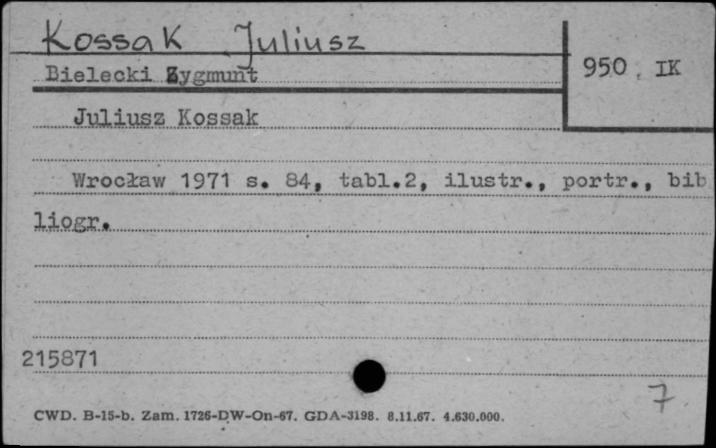 Kossak Juliusz
950 IK
Bielecki Zygmunt
Juliusz Kossak
Wrocław 1971 s. 84, tabl.2, ilustr., portr., bib
liogr.
215871
7
CWD. B-15-b. Zam. 1726-DW-On-67. GDA-3198. 8.11.67. 4.630.000.